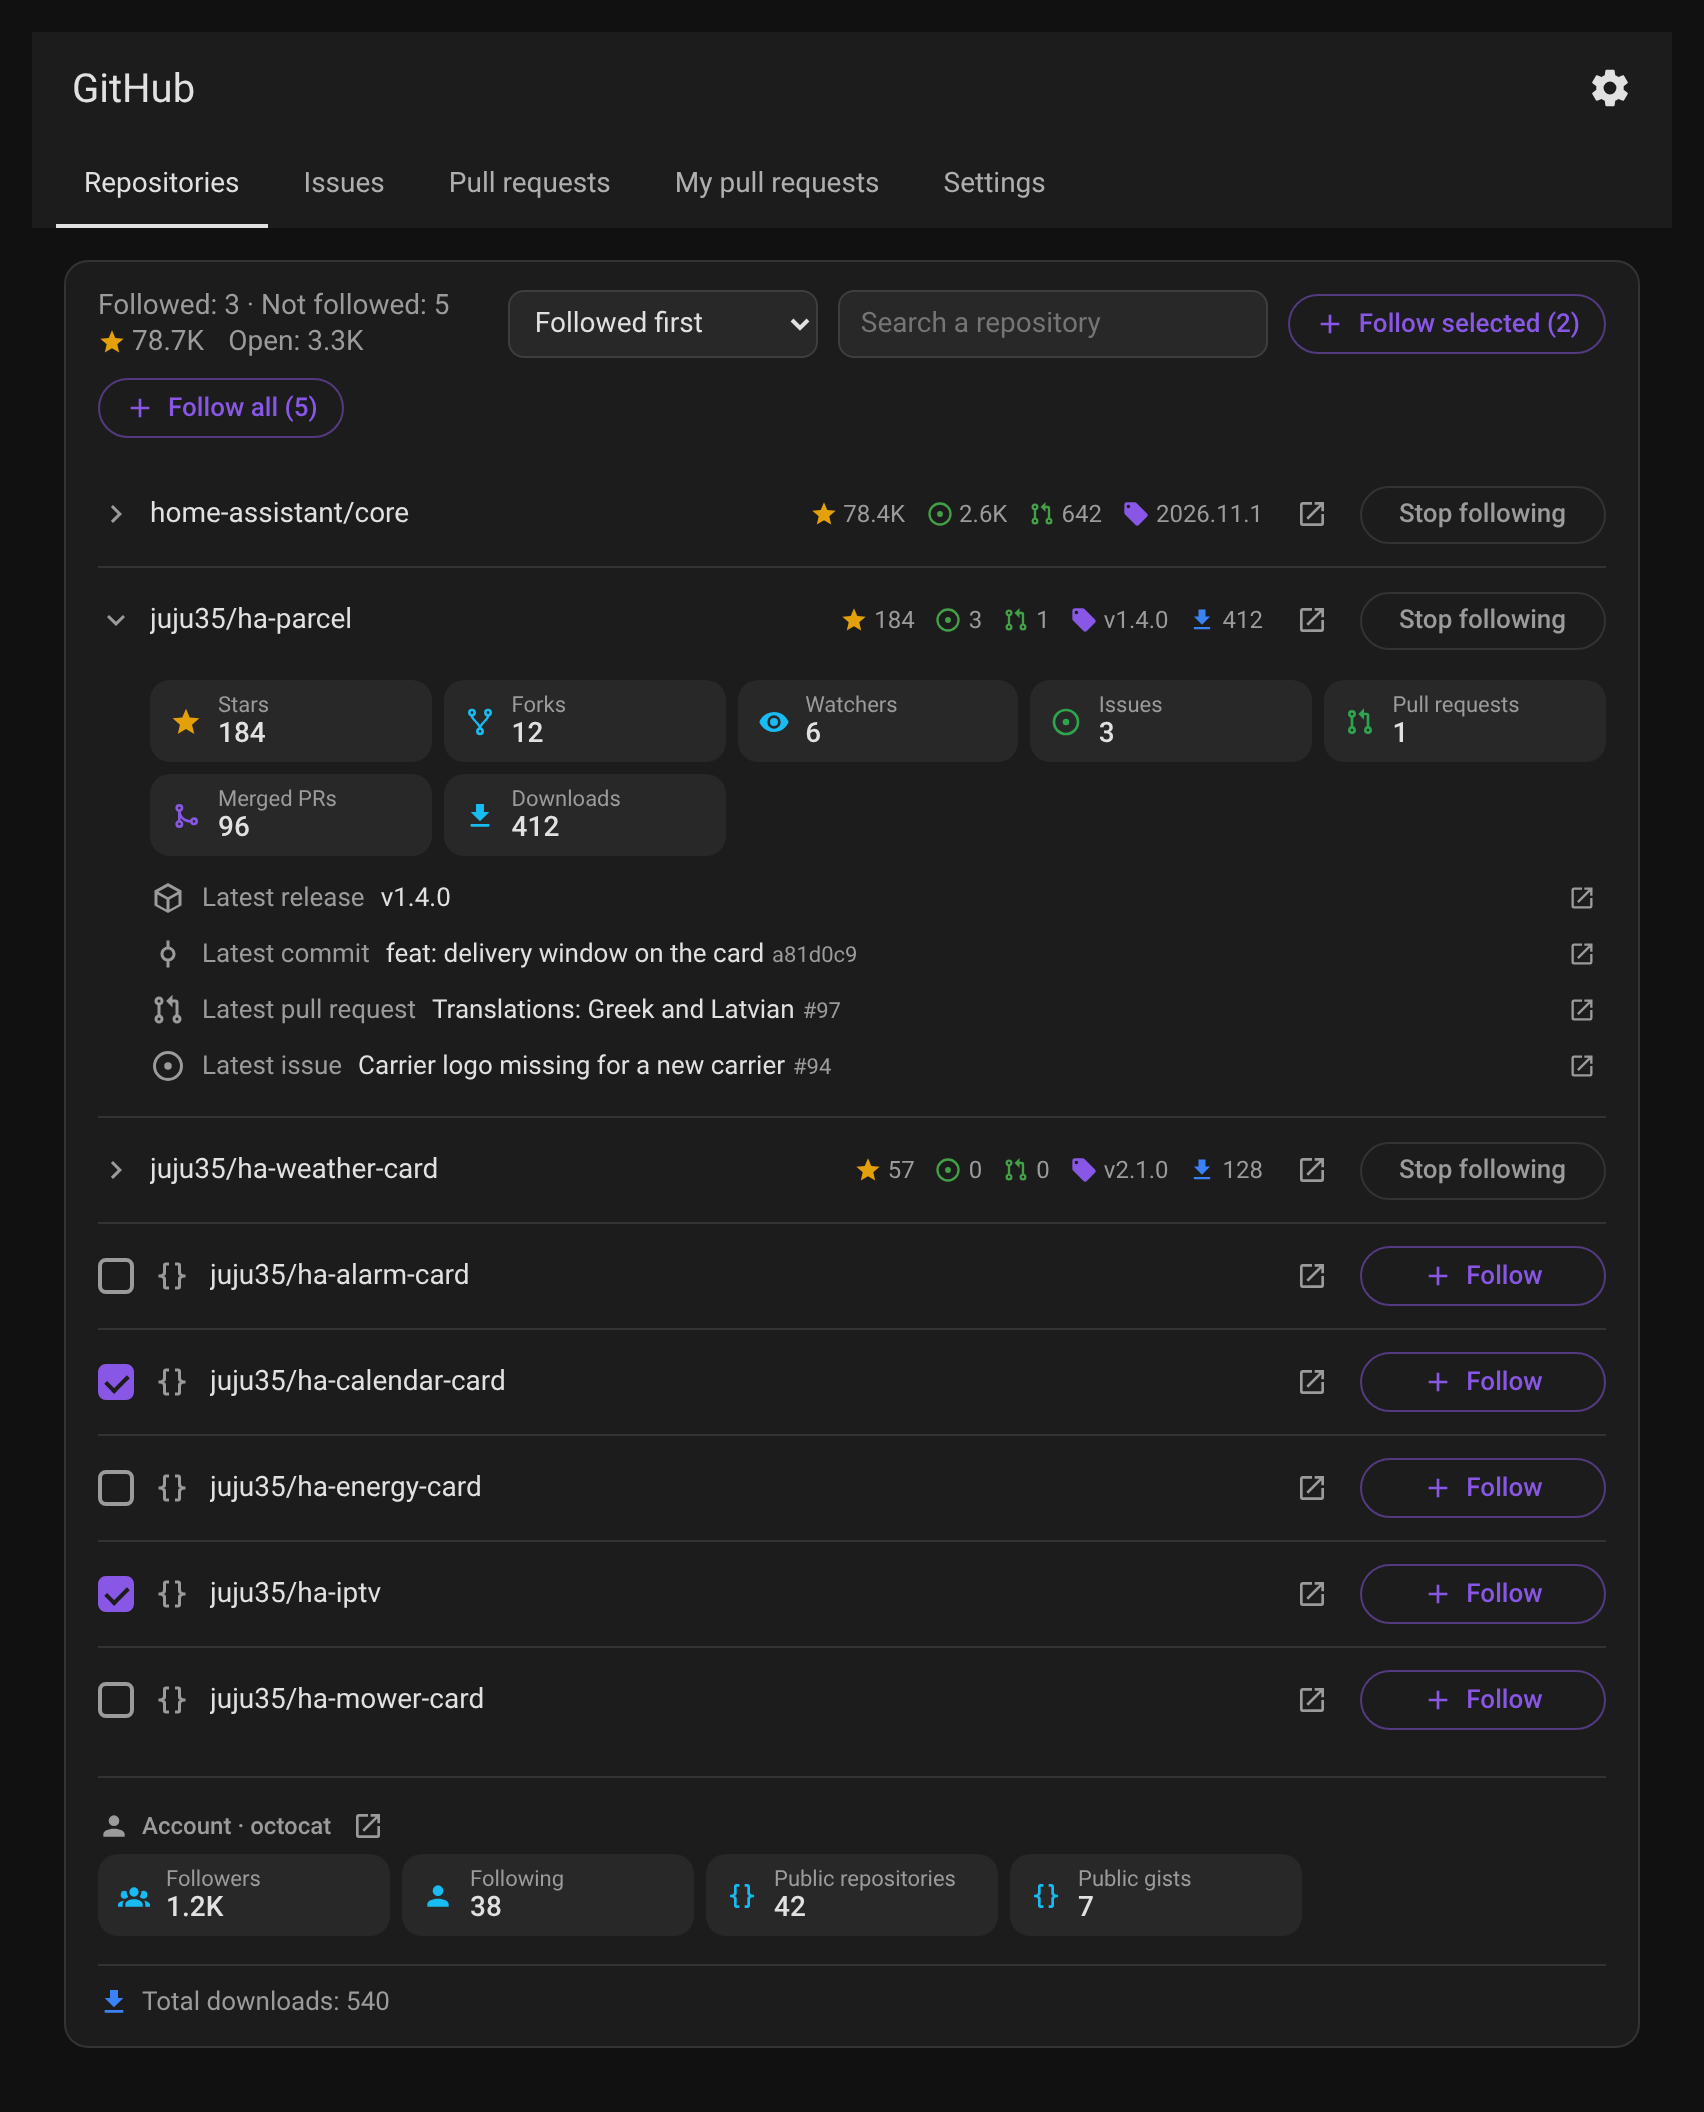 GitHub
Repositories Issues Pull requests My pull requests Settings
Followed: 3 · Not followed: 5
78.7K Open: 3.3K
Followed first
Search a repository
Follow selected (2)
Follow all (5)
home-assistant/core 78.4K 2.6K 642 2026.11.1 Stop following
juju35/ha-parcel 184 3 1 v1.4.0 412 Stop following
Stars
184
Forks
12
Watchers
6
Issues
3
Pull requests
1
Merged PRs
96
Downloads
412
Latest release v1.4.0
Latest commit feat: delivery window on the card a81d0c9
Latest pull request Translations: Greek and Latvian #97
Latest issue Carrier logo missing for a new carrier #94
juju35/ha-weather-card 57 0 0 v2.1.0 128 Stop following
juju35/ha-alarm-card Follow
juju35/ha-calendar-card Follow
juju35/ha-energy-card Follow
juju35/ha-iptv Follow
juju35/ha-mower-card Follow
Account · octocat
Followers
1.2K
Following
38
Public repositories
42
Public gists
7
Total downloads: 540